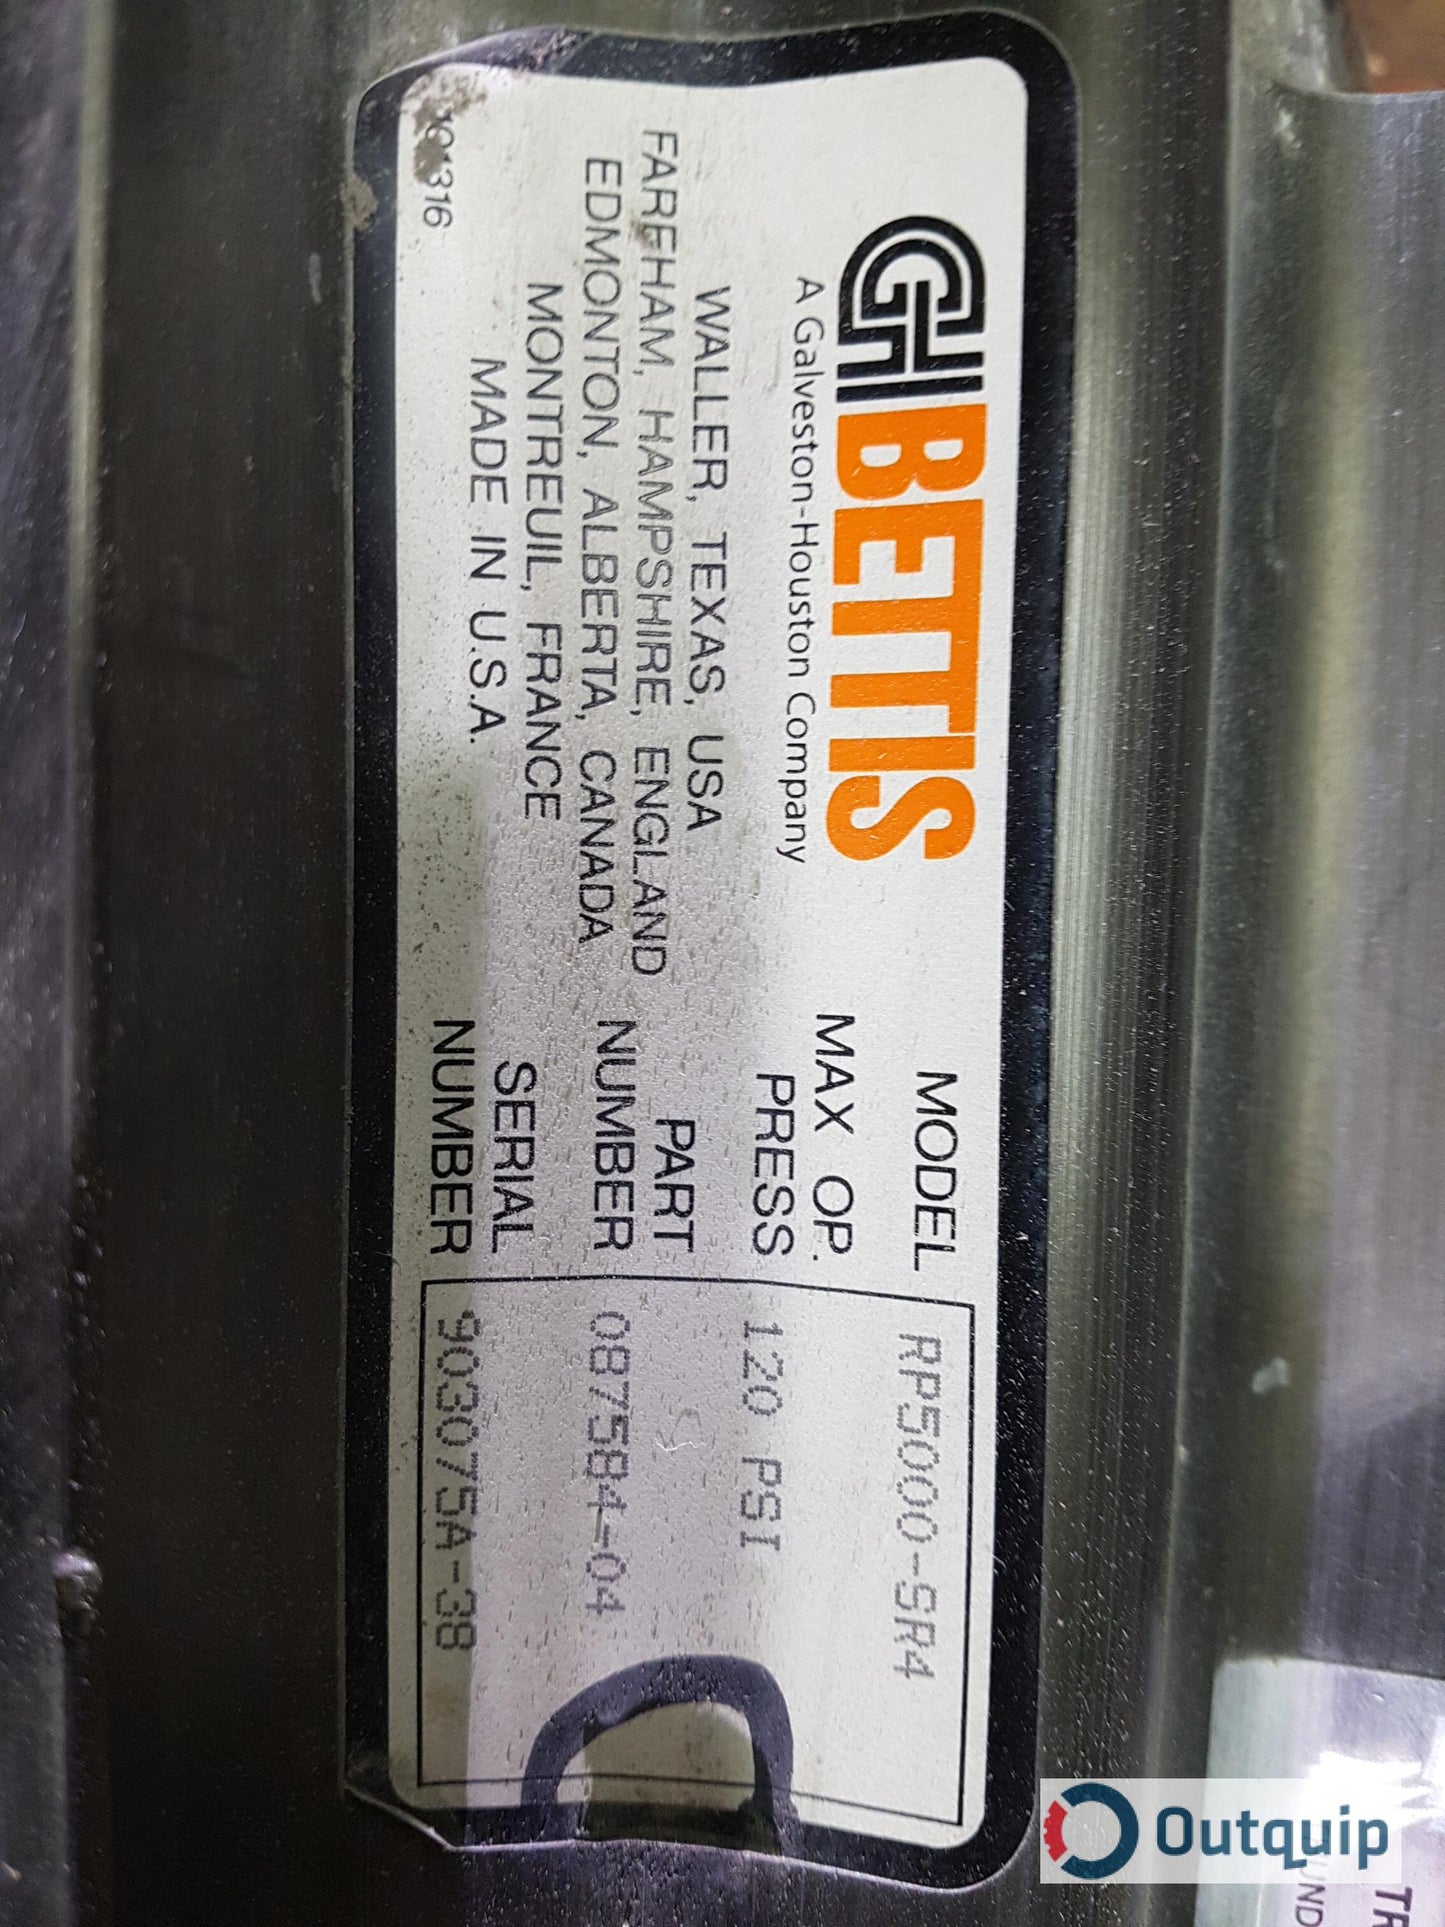 GH BETTIS
A Galveston-Houston Company
WALLER, TEXAS, USA
FAREHAM, HAMPSHIRE, ENGLAND
EDMONTON, ALBERTA, CANADA
MONTREUIL, FRANCE
MADE IN U.S.A.
MODEL RP5000-SR4
MAX OP. PRESS 120 PSI
PART NUMBER 087584-04
SERIAL NUMBER 903075A-38
Outquip